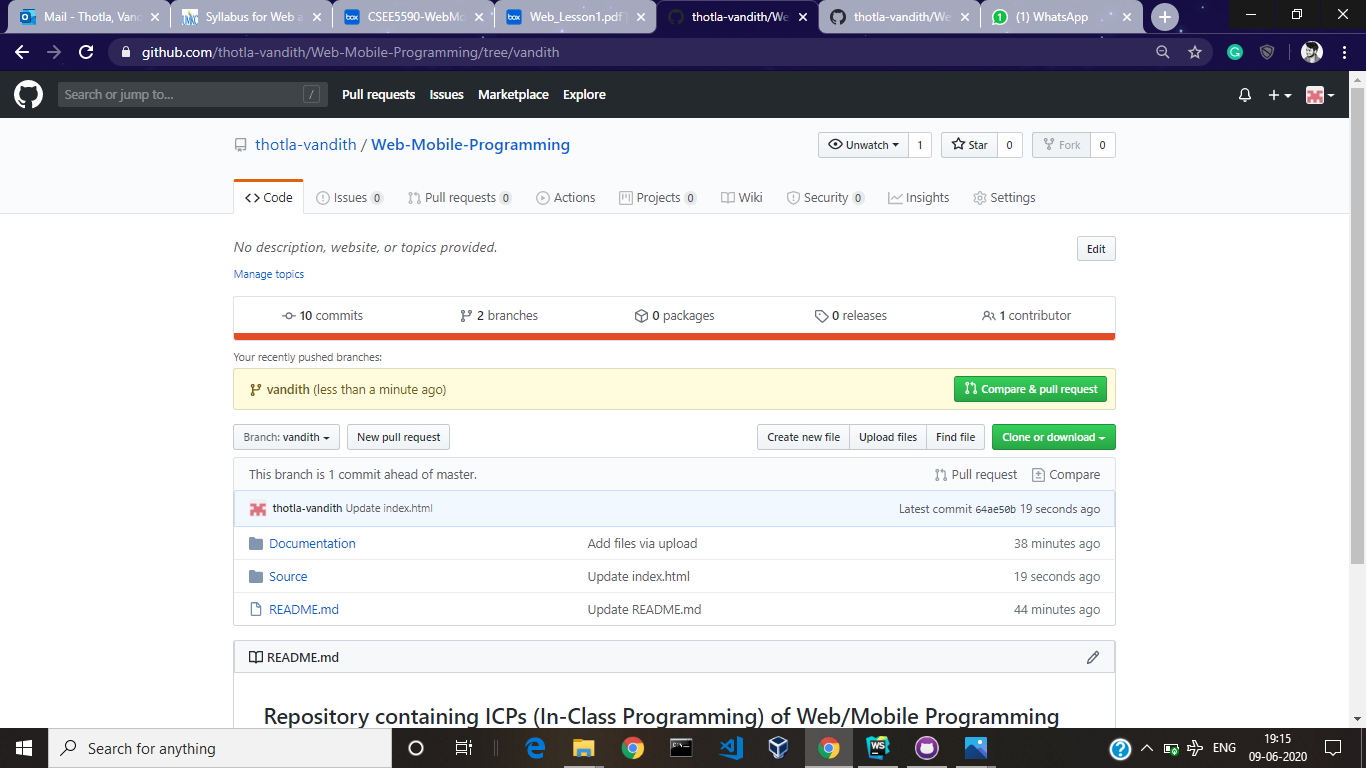 Mail - Thotla, Vand
Syllabus for Web a
box CSEE5590-WebMo
box Web_Lesson1.pdf
thotla-vandith/We
thotla-vandith/We
1 (1) WhatsApp
github.com/thotla-vandith/Web-Mobile-Programming/tree/vandith
Search or jump to... /
Pull requests Issues Marketplace Explore
thotla-vandith / Web-Mobile-Programming
Unwatch 1 Star 0 Fork 0
<> Code Issues 0 Pull requests 0 Actions Projects 0 Wiki Security 0 Insights Settings
No description, website, or topics provided.
Edit
Manage topics
10 commits 2 branches 0 packages 0 releases 1 contributor
Your recently pushed branches:
vandith (less than a minute ago) Compare & pull request
Branch: vandith New pull request Create new file Upload files Find file Clone or download
This branch is 1 commit ahead of master. Pull request Compare
thotla-vandith Update index.html Latest commit 64ae50b 19 seconds ago
Documentation Add files via upload 38 minutes ago
Source Update index.html 19 seconds ago
README.md Update README.md 44 minutes ago
README.md
Repository containing ICPs (In-Class Programming) of Web/Mobile Programming
Search for anything
WS
ENG
19:15
09-06-2020